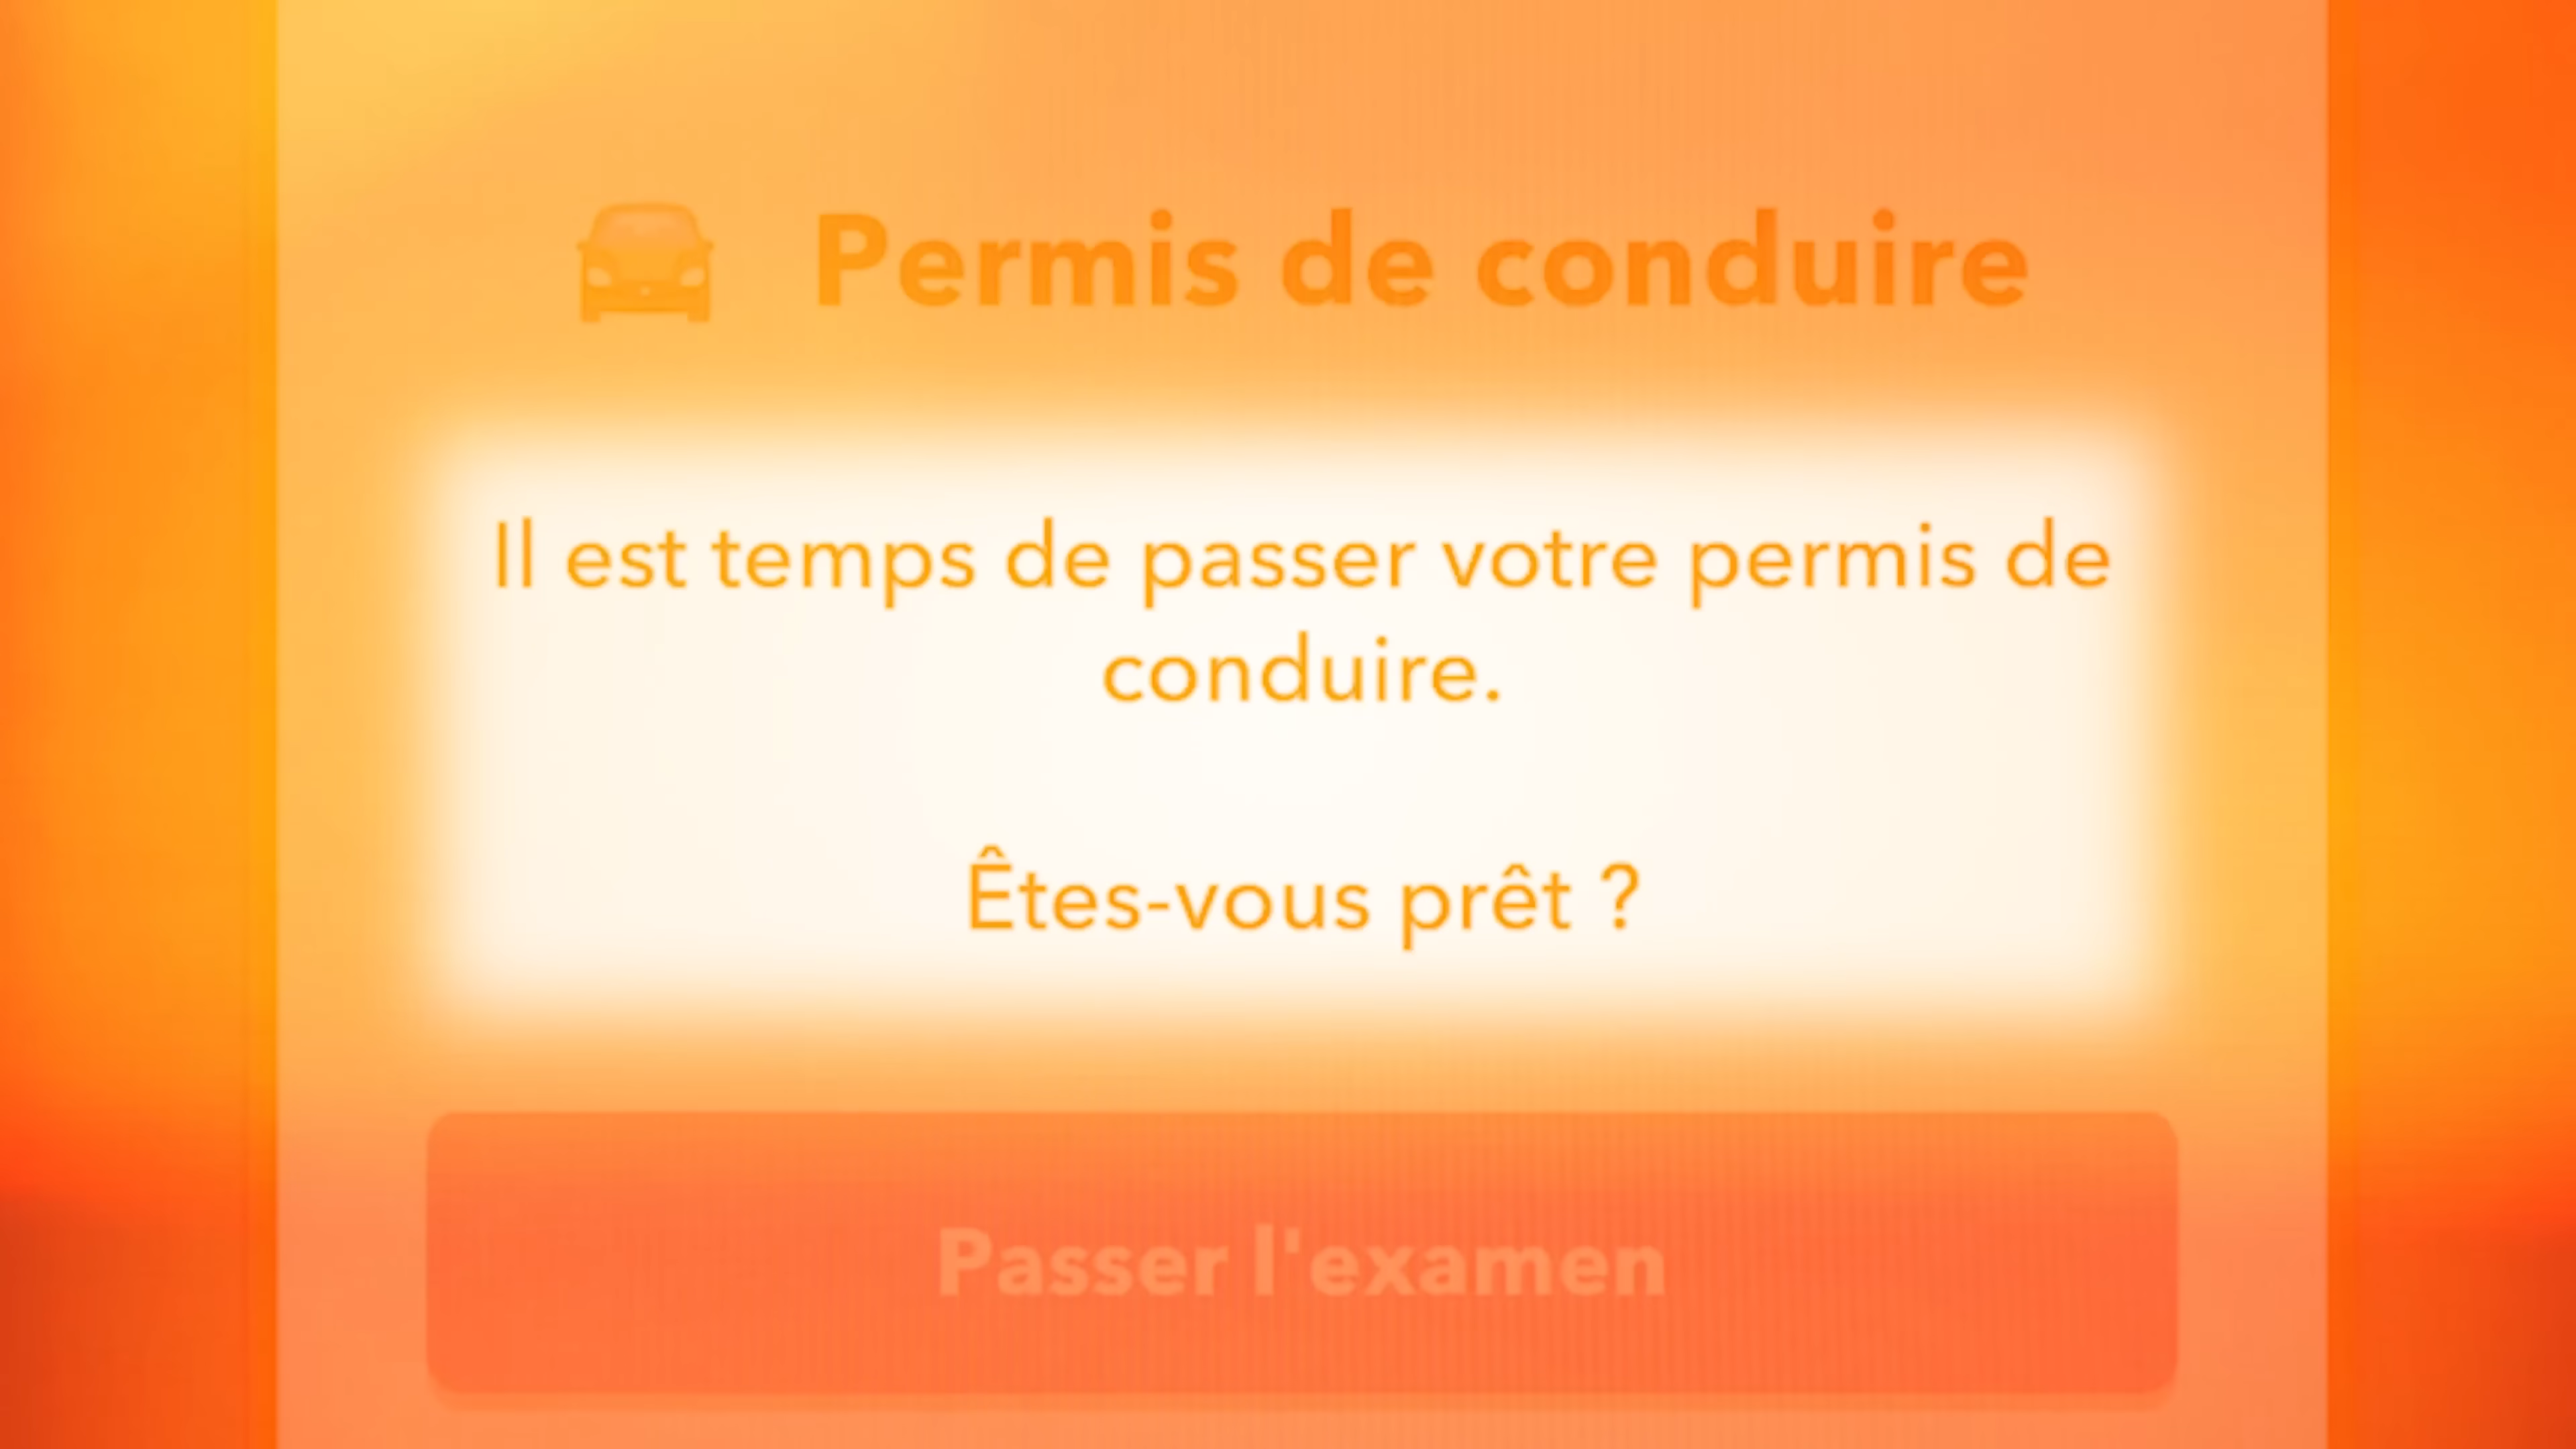 Permis de conduire
Il est temps de passer votre permis de
conduire.
Êtes-vous prêt ?
Passer l'examen